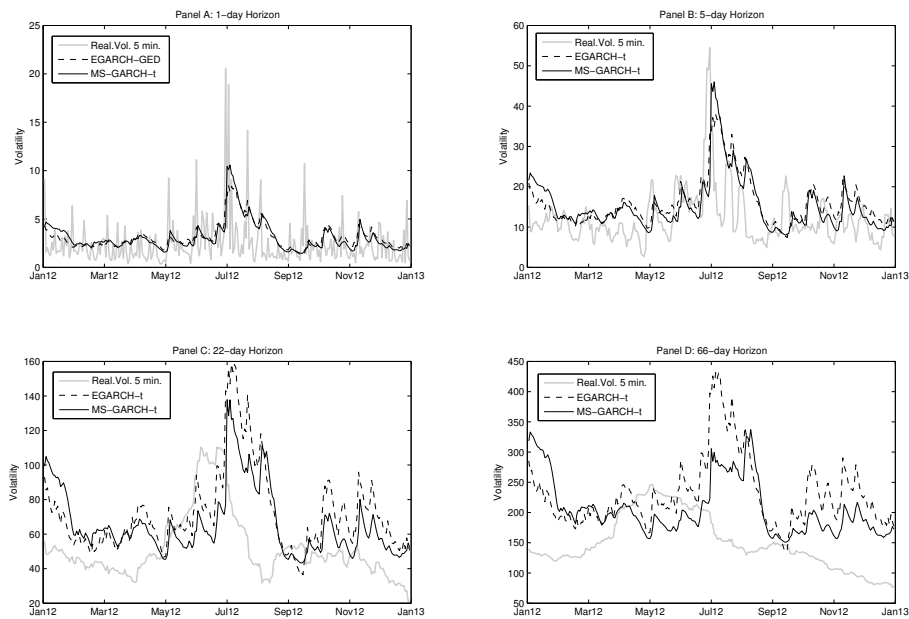 Panel A: 1−day Horizon
Volatility
25
20
15
10
5
0
Jan12 Mar12 May12 Jul12 Sep12 Nov12 Jan13
Real.Vol. 5 min.
EGARCH−GED
MS−GARCH−t
Panel B: 5−day Horizon
Volatility
60
50
40
30
20
10
0
Jan12 Mar12 May12 Jul12 Sep12 Nov12 Jan13
Real.Vol. 5 min.
EGARCH−t
MS−GARCH−t
Panel C: 22−day Horizon
Volatility
160
140
120
100
80
60
40
20
Jan12 Mar12 May12 Jul12 Sep12 Nov12 Jan13
Real.Vol. 5 min.
EGARCH−t
MS−GARCH−t
Panel D: 66−day Horizon
Volatility
450
400
350
300
250
200
150
100
50
Jan12 Mar12 May12 Jul12 Sep12 Nov12 Jan13
Real.Vol. 5 min.
EGARCH−t
MS−GARCH−t